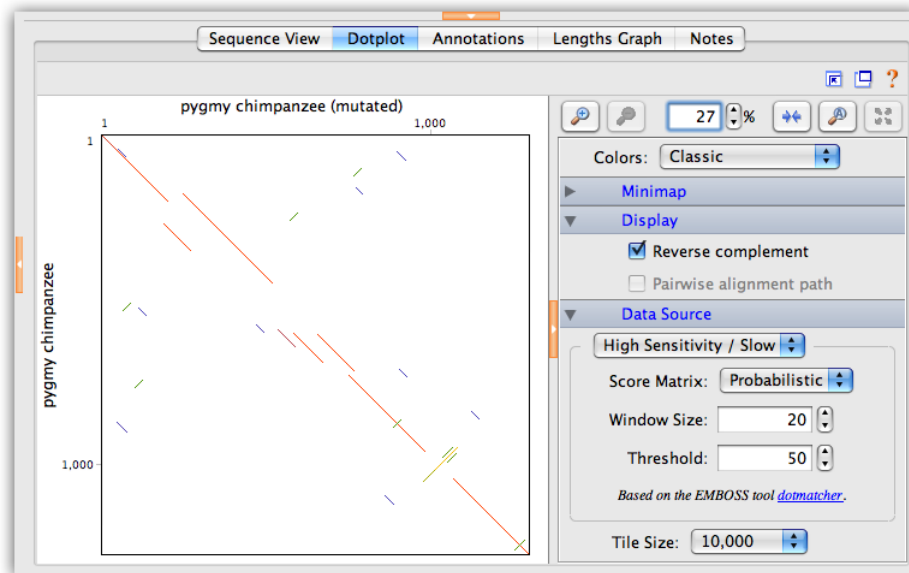 Sequence View Dotplot Annotations Lengths Graph Notes
?
pygmy chimpanzee (mutated)
1 1,000
1
pygmy chimpanzee
1,000
27 %
Colors: Classic
Minimap
Display
Reverse complement
Pairwise alignment path
Data Source
High Sensitivity / Slow
Score Matrix: Probabilistic
Window Size: 20
Threshold: 50
Based on the EMBOSS tool dotmatcher.
Tile Size: 10,000